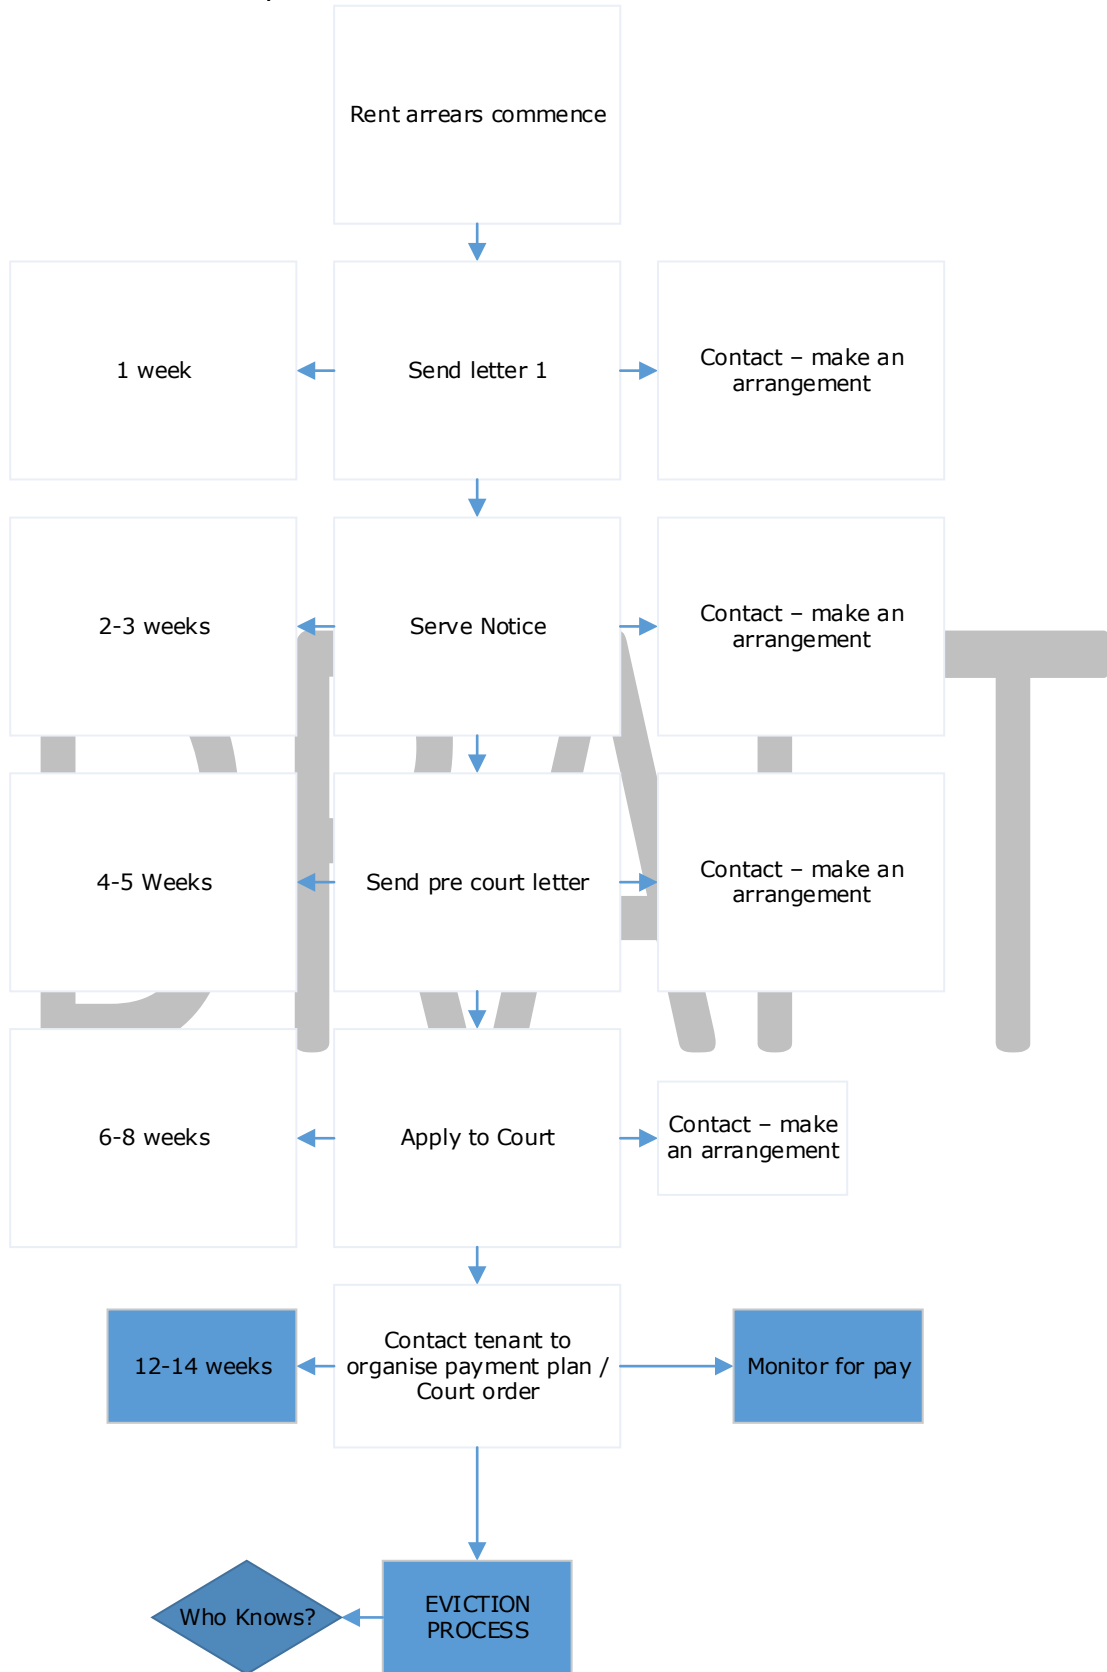 Rent arrears commence
1 week
Send letter 1
Contact – make an
arrangement
2-3 weeks
Serve Notice
Contact – make an
arrangement
4-5 Weeks
Send pre court letter
Contact – make an
arrangement
6-8 weeks
Apply to Court
Contact – make
an arrangement
12-14 weeks
Contact tenant to
organise payment plan /
Court order
Monitor for pay
Who Knows?
EVICTION
PROCESS
DRAFT